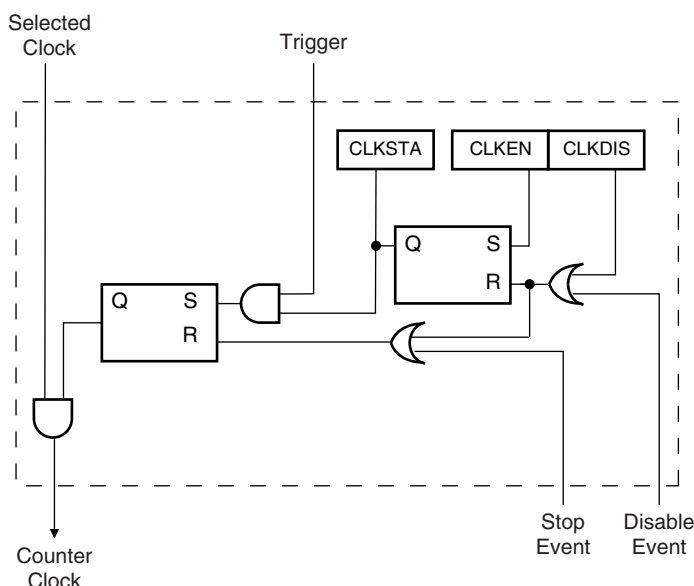 Selected
Clock
Trigger
CLKSTA
CLKEN
CLKDIS
Q
S
R
Q
S
R
Stop
Event
Disable
Event
Counter
Clock